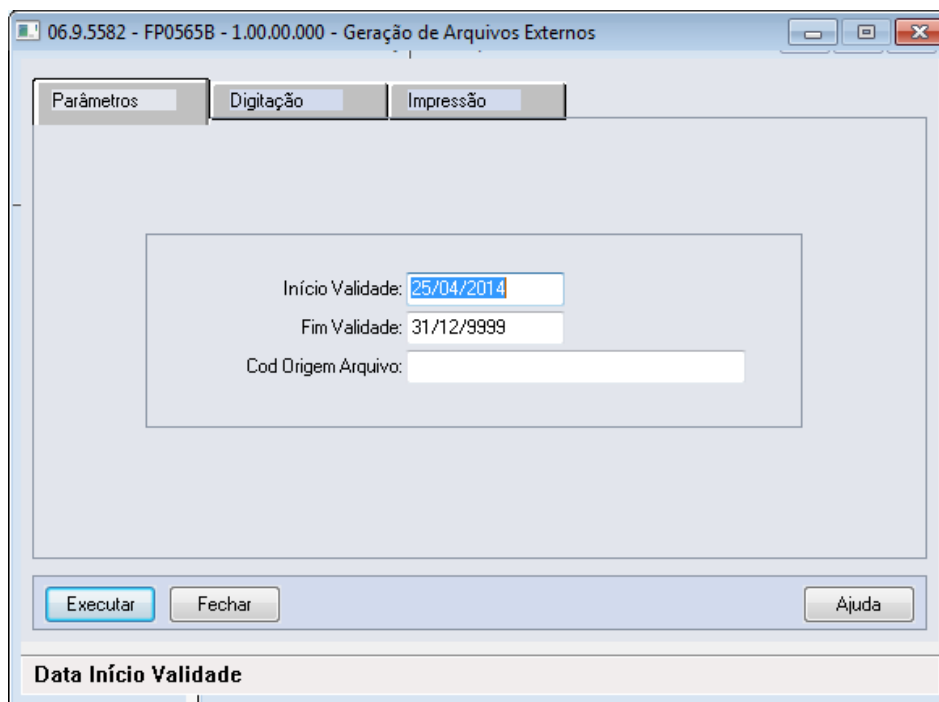 06.9.5582 - FP0565B - 1.00.00.000 - Geração de Arquivos Externos
Parâmetros
Digitação
Impressão
Início Validade: 25/04/2014
Fim Validade: 31/12/9999
Cod Origem Arquivo:
Executar
Fechar
Ajuda
Data Início Validade